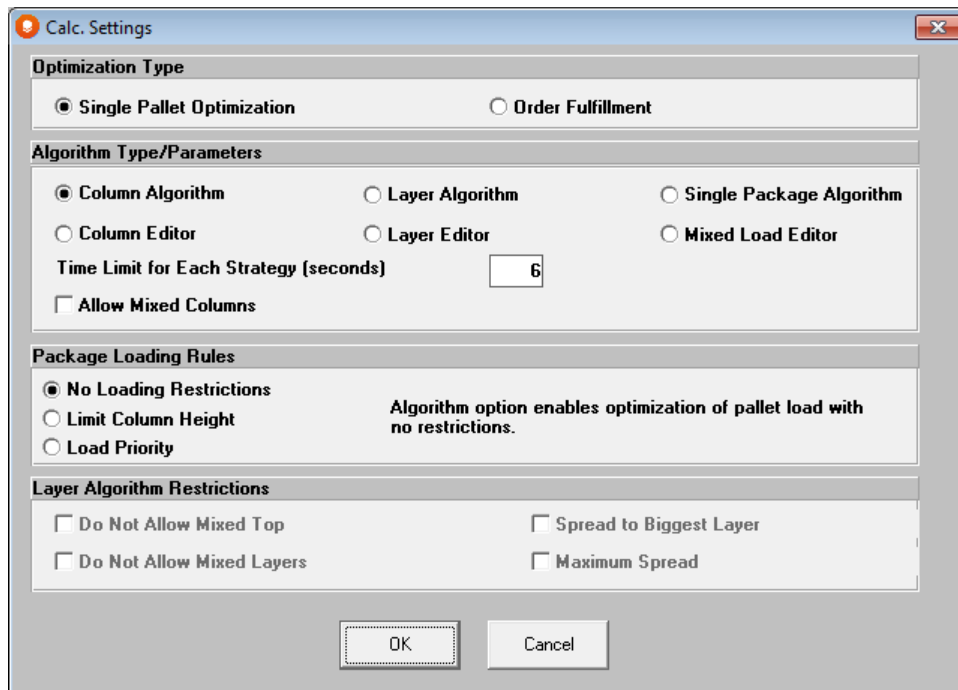 Calc. Settings
Optimization Type
Single Pallet Optimization Order Fulfillment
Algorithm Type/Parameters
Column Algorithm Layer Algorithm Single Package Algorithm
Column Editor Layer Editor Mixed Load Editor
Time Limit for Each Strategy (seconds) 6
Allow Mixed Columns
Package Loading Rules
No Loading Restrictions
Limit Column Height
Load Priority
Algorithm option enables optimization of pallet load with
no restrictions.
Layer Algorithm Restrictions
Do Not Allow Mixed Top Spread to Biggest Layer
Do Not Allow Mixed Layers Maximum Spread
OK Cancel